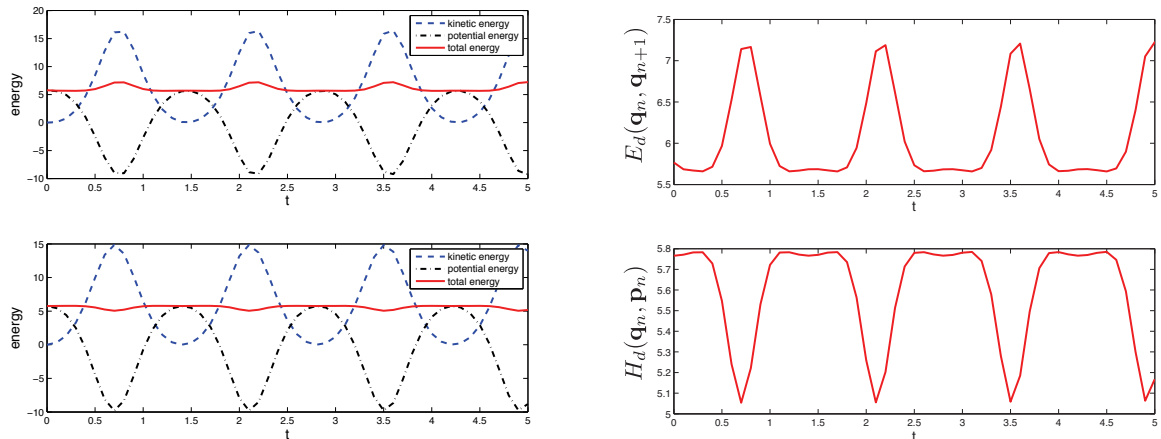 20
15
10
5
0
−5
−10
energy
kinetic energy
potential energy
total energy
0 0.5 1 1.5 2 2.5 3 3.5 4 4.5 5
t
7.5
7
6.5
6
5.5
E_d(q_n, q_{n+1})
0 0.5 1 1.5 2 2.5 3 3.5 4 4.5 5
t
15
10
5
0
−5
−10
energy
kinetic energy
potential energy
total energy
0 0.5 1 1.5 2 2.5 3 3.5 4 4.5 5
t
5.8
5.7
5.6
5.5
5.4
5.3
5.2
5.1
5
H_d(q_n, p_n)
0 0.5 1 1.5 2 2.5 3 3.5 4 4.5 5
t